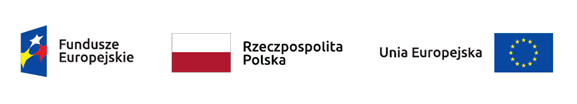 Fundusze
Europejskie
Rzeczpospolita
Polska
Unia Europejska